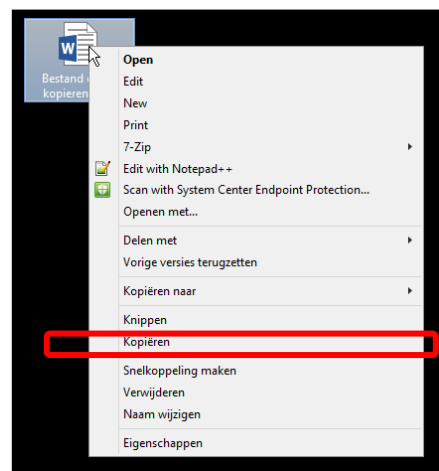 W
Bestand
kopiëren
Open
Edit
New
Print
7-Zip
Edit with Notepad++
Scan with System Center Endpoint Protection...
Openen met...
Delen met
Vorige versies terugzetten
Kopiëren naar
Knippen
Kopiëren
Snelkoppeling maken
Verwijderen
Naam wijzigen
Eigenschappen